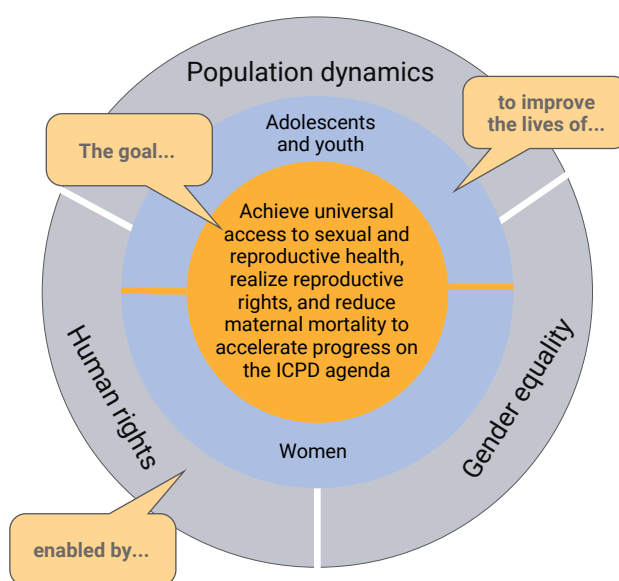 Population dynamics
to improve
the lives of...
Adolescents
and youth
The goal...
Achieve universal
access to sexual and
reproductive health,
realize reproductive
rights, and reduce
maternal mortality to
accelerate progress on
the ICPD agenda
Human rights
Gender equality
Women
enabled by...